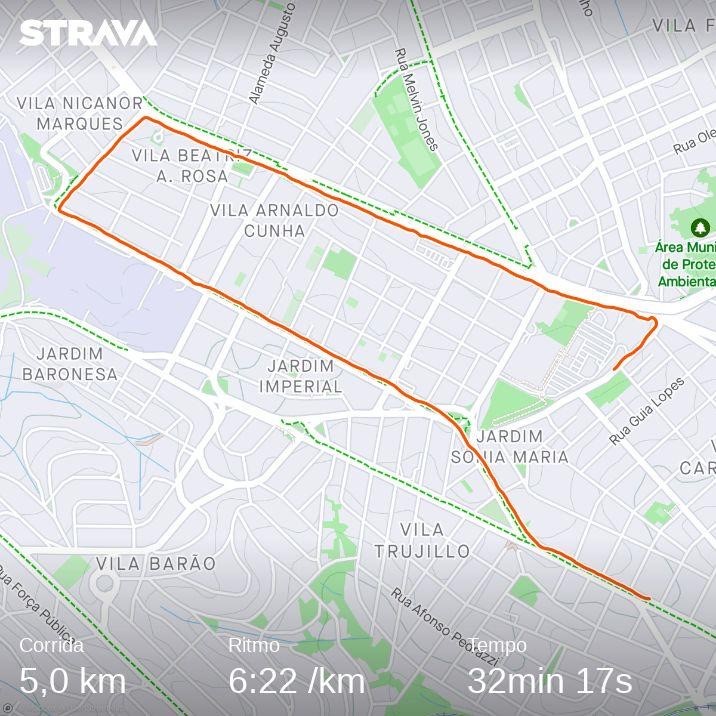 STRAVA
VILA F
Alameda Augusto
Rua Melvin Jones
VILA NICANOR
MARQUES
VILA BEATRIZ
A. ROSA
Rua Ole
VILA ARNALDO
CUNHA
Área Muni
de Prote
Ambienta
JARDIM
BARONESA
JARDIM
IMPERIAL
Rua Guia Lopes
JARDIM
SONIA MARIA
CAR
VILA
TRUJILLO
VILA BARÃO
Rua Força Pública
Rua Afonso Pedrazzi
Corrida
Ritmo
Tempo
5,0 km
6:22 /km
32min 17s